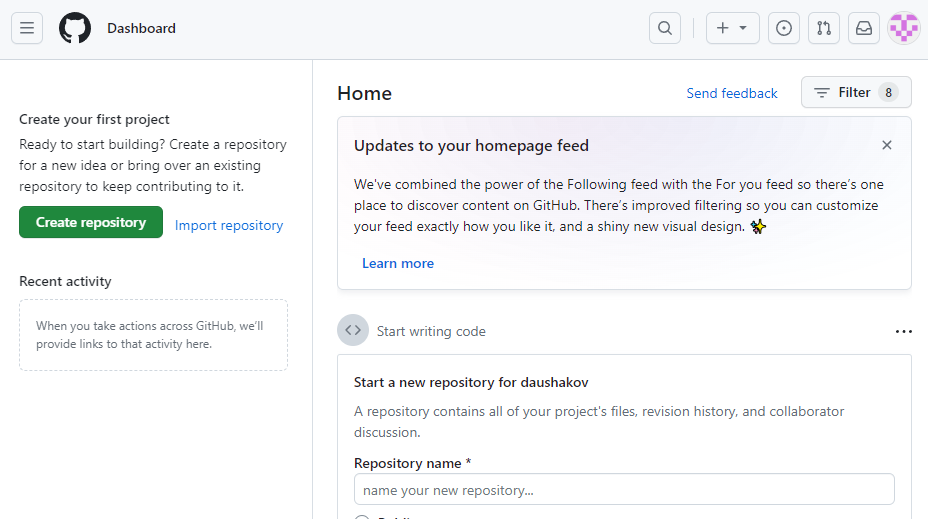 Dashboard
Create your first project
Ready to start building? Create a repository
for a new idea or bring over an existing
repository to keep contributing to it.
Create repository
Import repository
Recent activity
When you take actions across GitHub, we’ll
provide links to that activity here.
Home
Send feedback
Filter 8
Updates to your homepage feed
We've combined the power of the Following feed with the For you feed so there’s one
place to discover content on GitHub. There’s improved filtering so you can customize
your feed exactly how you like it, and a shiny new visual design. ✨
Learn more
Start writing code
Start a new repository for daushakov
A repository contains all of your project's files, revision history, and collaborator
discussion.
Repository name *
name your new repository...